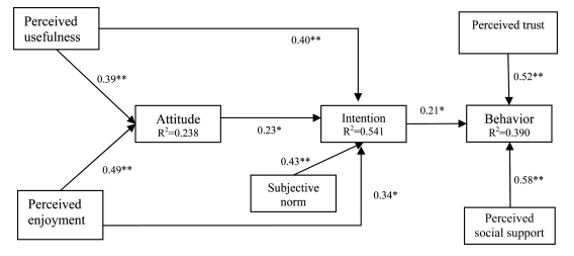 Perceived
usefulness
Perceived trust
0.40**
0.39**
0.52**
Attitude
R²=0.238
0.23*
Intention
R²=0.541
0.21*
Behavior
R²=0.390
0.49**
0.43**
Subjective
norm
0.34*
0.58**
Perceived
enjoyment
Perceived
social support